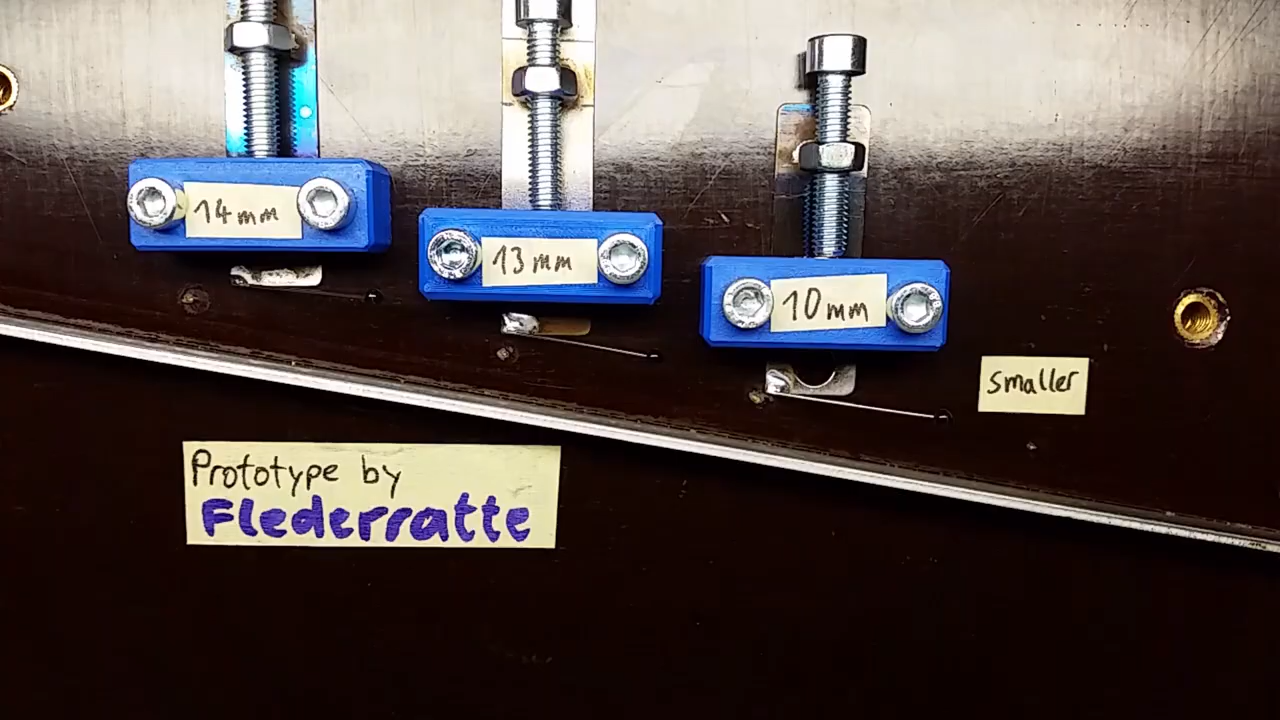 14mm
13mm
10mm
smaller
Prototype by
Flederratte